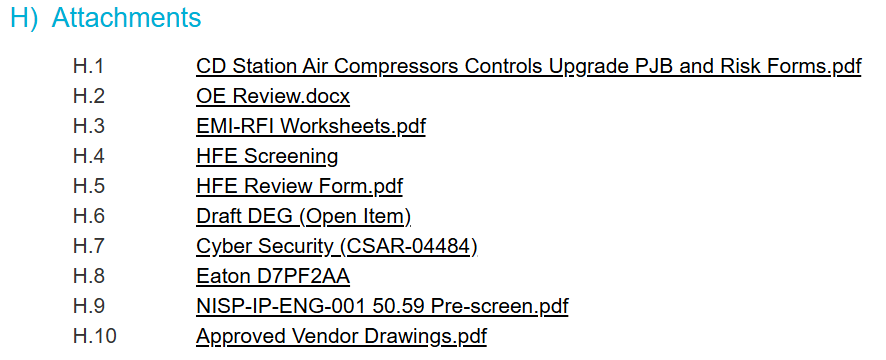 H) Attachments
H.1 CD Station Air Compressors Controls Upgrade PJB and Risk Forms.pdf
H.2 OE Review.docx
H.3 EMI-RFI Worksheets.pdf
H.4 HFE Screening
H.5 HFE Review Form.pdf
H.6 Draft DEG (Open Item)
H.7 Cyber Security (CSAR-04484)
H.8 Eaton D7PF2AA
H.9 NISP-IP-ENG-001 50.59 Pre-screen.pdf
H.10 Approved Vendor Drawings.pdf